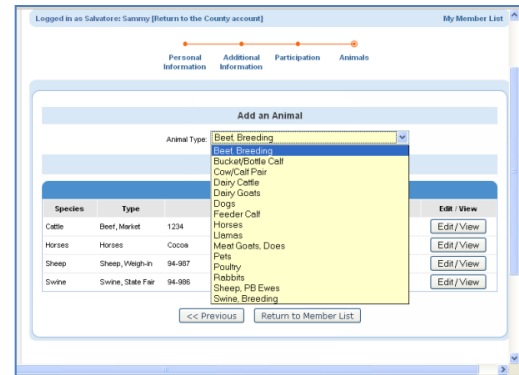 Logged in as Salvatore: Sammy [Return to the County account] My Member List
Personal Information Additional Information Participation Animals
Add an Animal
Animal Type: Beef, Breeding
Beef, Breeding
Bucket/Bottle Calf
Cow/Calf Pair
Dairy Cattle
Dairy Goats
Dogs
Feeder Calf
Horses
Llamas
Meat Goats, Does
Pets
Poultry
Rabbits
Sheep, PB Ewes
Swine, Breeding
Species Type Edit / View
Cattle Beef, Market 1234 Edit/View
Horses Horses Cocoa Edit/View
Sheep Sheep, Weigh-in 94-987 Edit/View
Swine Swine, State Fair 94-986 Edit/View
<< Previous Return to Member List